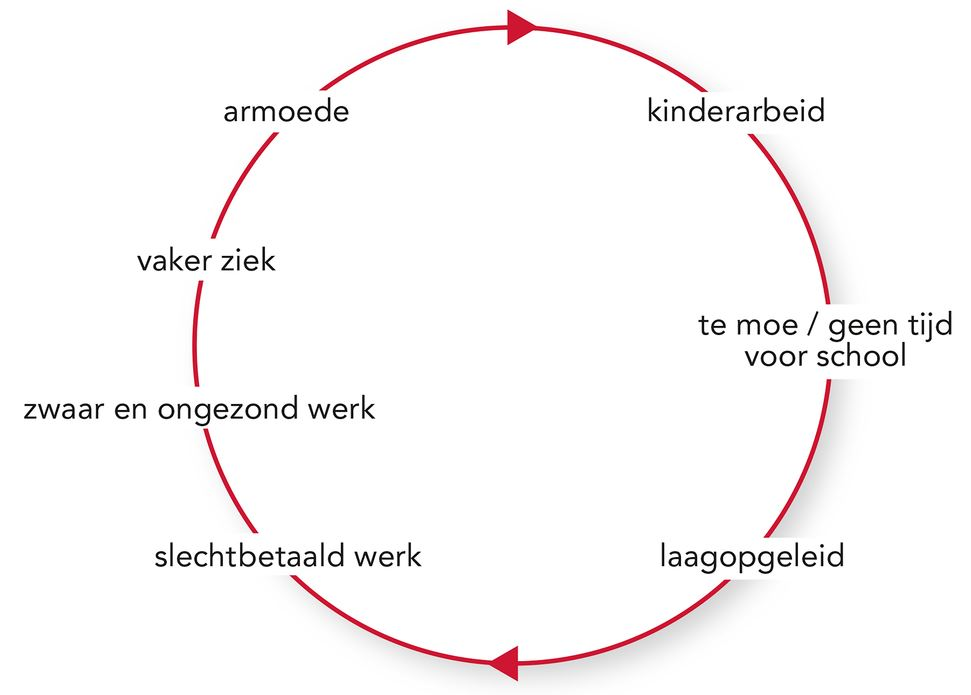 armoede
kinderarbeid
vaker ziek
te moe / geen tijd
voor school
zwaar en ongezond werk
slechtbetaald werk
laagopgeleid